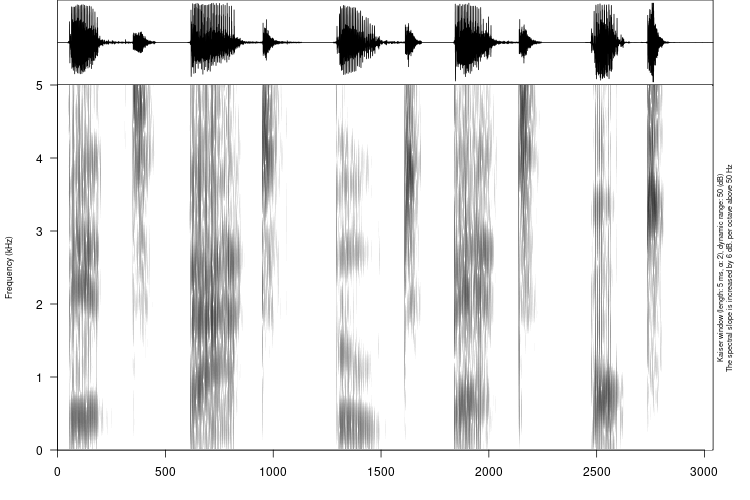 5
4
3
2
1
0
Frequency (kHz)
0 500 1000 1500 2000 2500 3000
Kaiser window (length: 5 ms, α: 2), dynamic range: 50 (dB)
The spectral slope is increased by 6 dB. per octave above 50 Hz